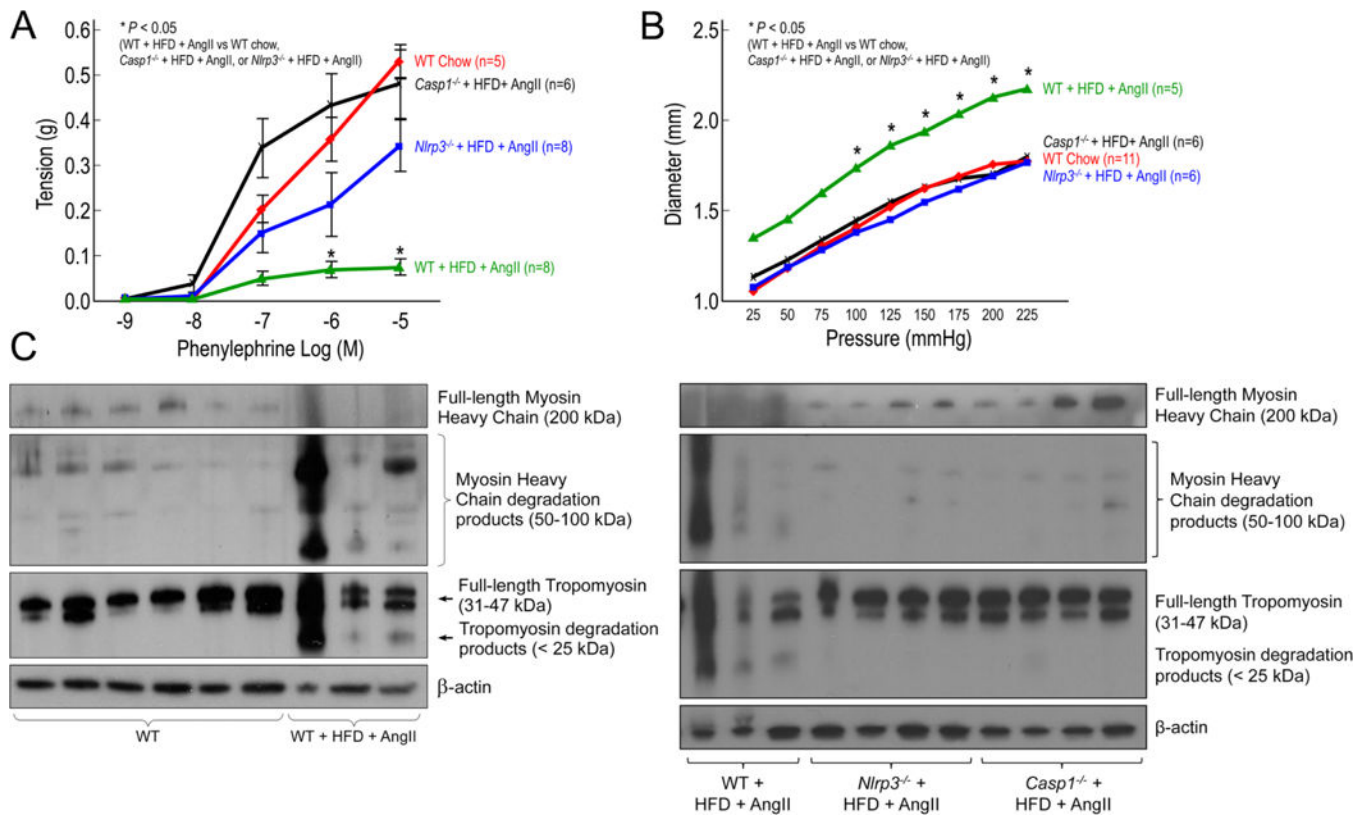 A
* P < 0.05
(WT + HFD + AngII vs WT chow,
Casp1-/- + HFD + AngII, or Nlrp3-/- + HFD + AngII)
0.6
0.5
0.4
0.3
0.2
0.1
0.0
Tension (g)
WT Chow (n=5)
Casp1-/- + HFD+ AngII (n=6)
Nlrp3-/- + HFD + AngII (n=8)
* *
WT + HFD + AngII (n=8)
-9 -8 -7 -6 -5
Phenylephrine Log (M)
B
* P < 0.05
(WT + HFD + AngII vs WT chow,
Casp1-/- + HFD + AngII, or Nlrp3-/- + HFD + AngII)
2.5
2.0
1.5
1.0
Diameter (mm)
* * * * * *
WT + HFD + AngII (n=5)
Casp1-/- + HFD+ AngII (n=6)
WT Chow (n=11)
Nlrp3-/- + HFD + AngII (n=6)
25 50 75 100 125 150 175 200 225
Pressure (mmHg)
C
Full-length Myosin
Heavy Chain (200 kDa)
Myosin Heavy
Chain degradation
products (50-100 kDa)
Full-length Tropomyosin
(31-47 kDa)
Tropomyosin degradation
products (< 25 kDa)
β-actin
WT
WT + HFD + AngII
Full-length Myosin
Heavy Chain (200 kDa)
Myosin Heavy
Chain degradation
products (50-100 kDa)
Full-length Tropomyosin
(31-47 kDa)
Tropomyosin degradation
products (< 25 kDa)
β-actin
WT +
HFD + AngII
Nlrp3-/- +
HFD + AngII
Casp1-/- +
HFD + AngII